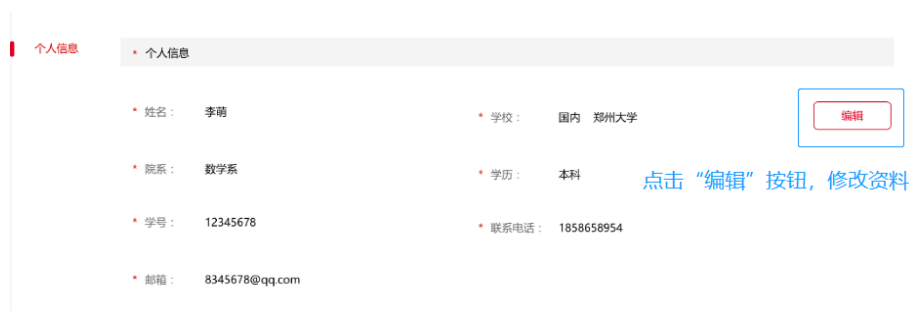 个人信息
* 个人信息
* 姓名： 李萌
* 学校： 国内 郑州大学
编辑
* 院系： 数学系
* 学历： 本科
点击“编辑”按钮，修改资料
* 学号： 12345678
* 联系电话： 1858658954
* 邮箱： 8345678@qq.com